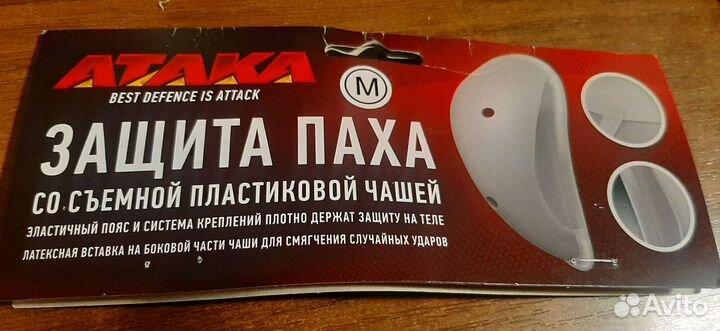 ATAKA
BEST DEFENCE IS ATTACK
M
ЗАЩИТА ПАХА
СО СЪЕМНОЙ ПЛАСТИКОВОЙ ЧАШЕЙ
ЭЛАСТИЧНЫЙ ПОЯС И СИСТЕМА КРЕПЛЕНИЙ ПЛОТНО ДЕРЖАТ ЗАЩИТУ НА ТЕЛЕ
ЛАТЕКСНАЯ ВСТАВКА НА БОКОВОЙ ЧАСТИ ЧАШИ ДЛЯ СМЯГЧЕНИЯ СЛУЧАЙНЫХ УДАРОВ
Avito